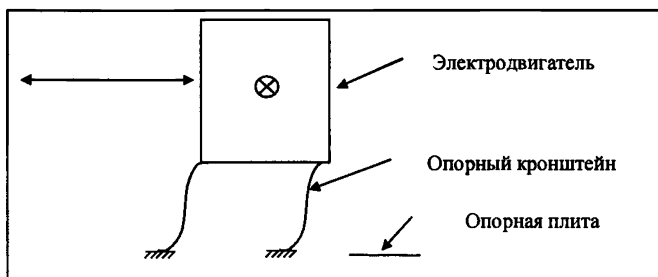 Электродвигатель
Опорный кронштейн
Опорная плита